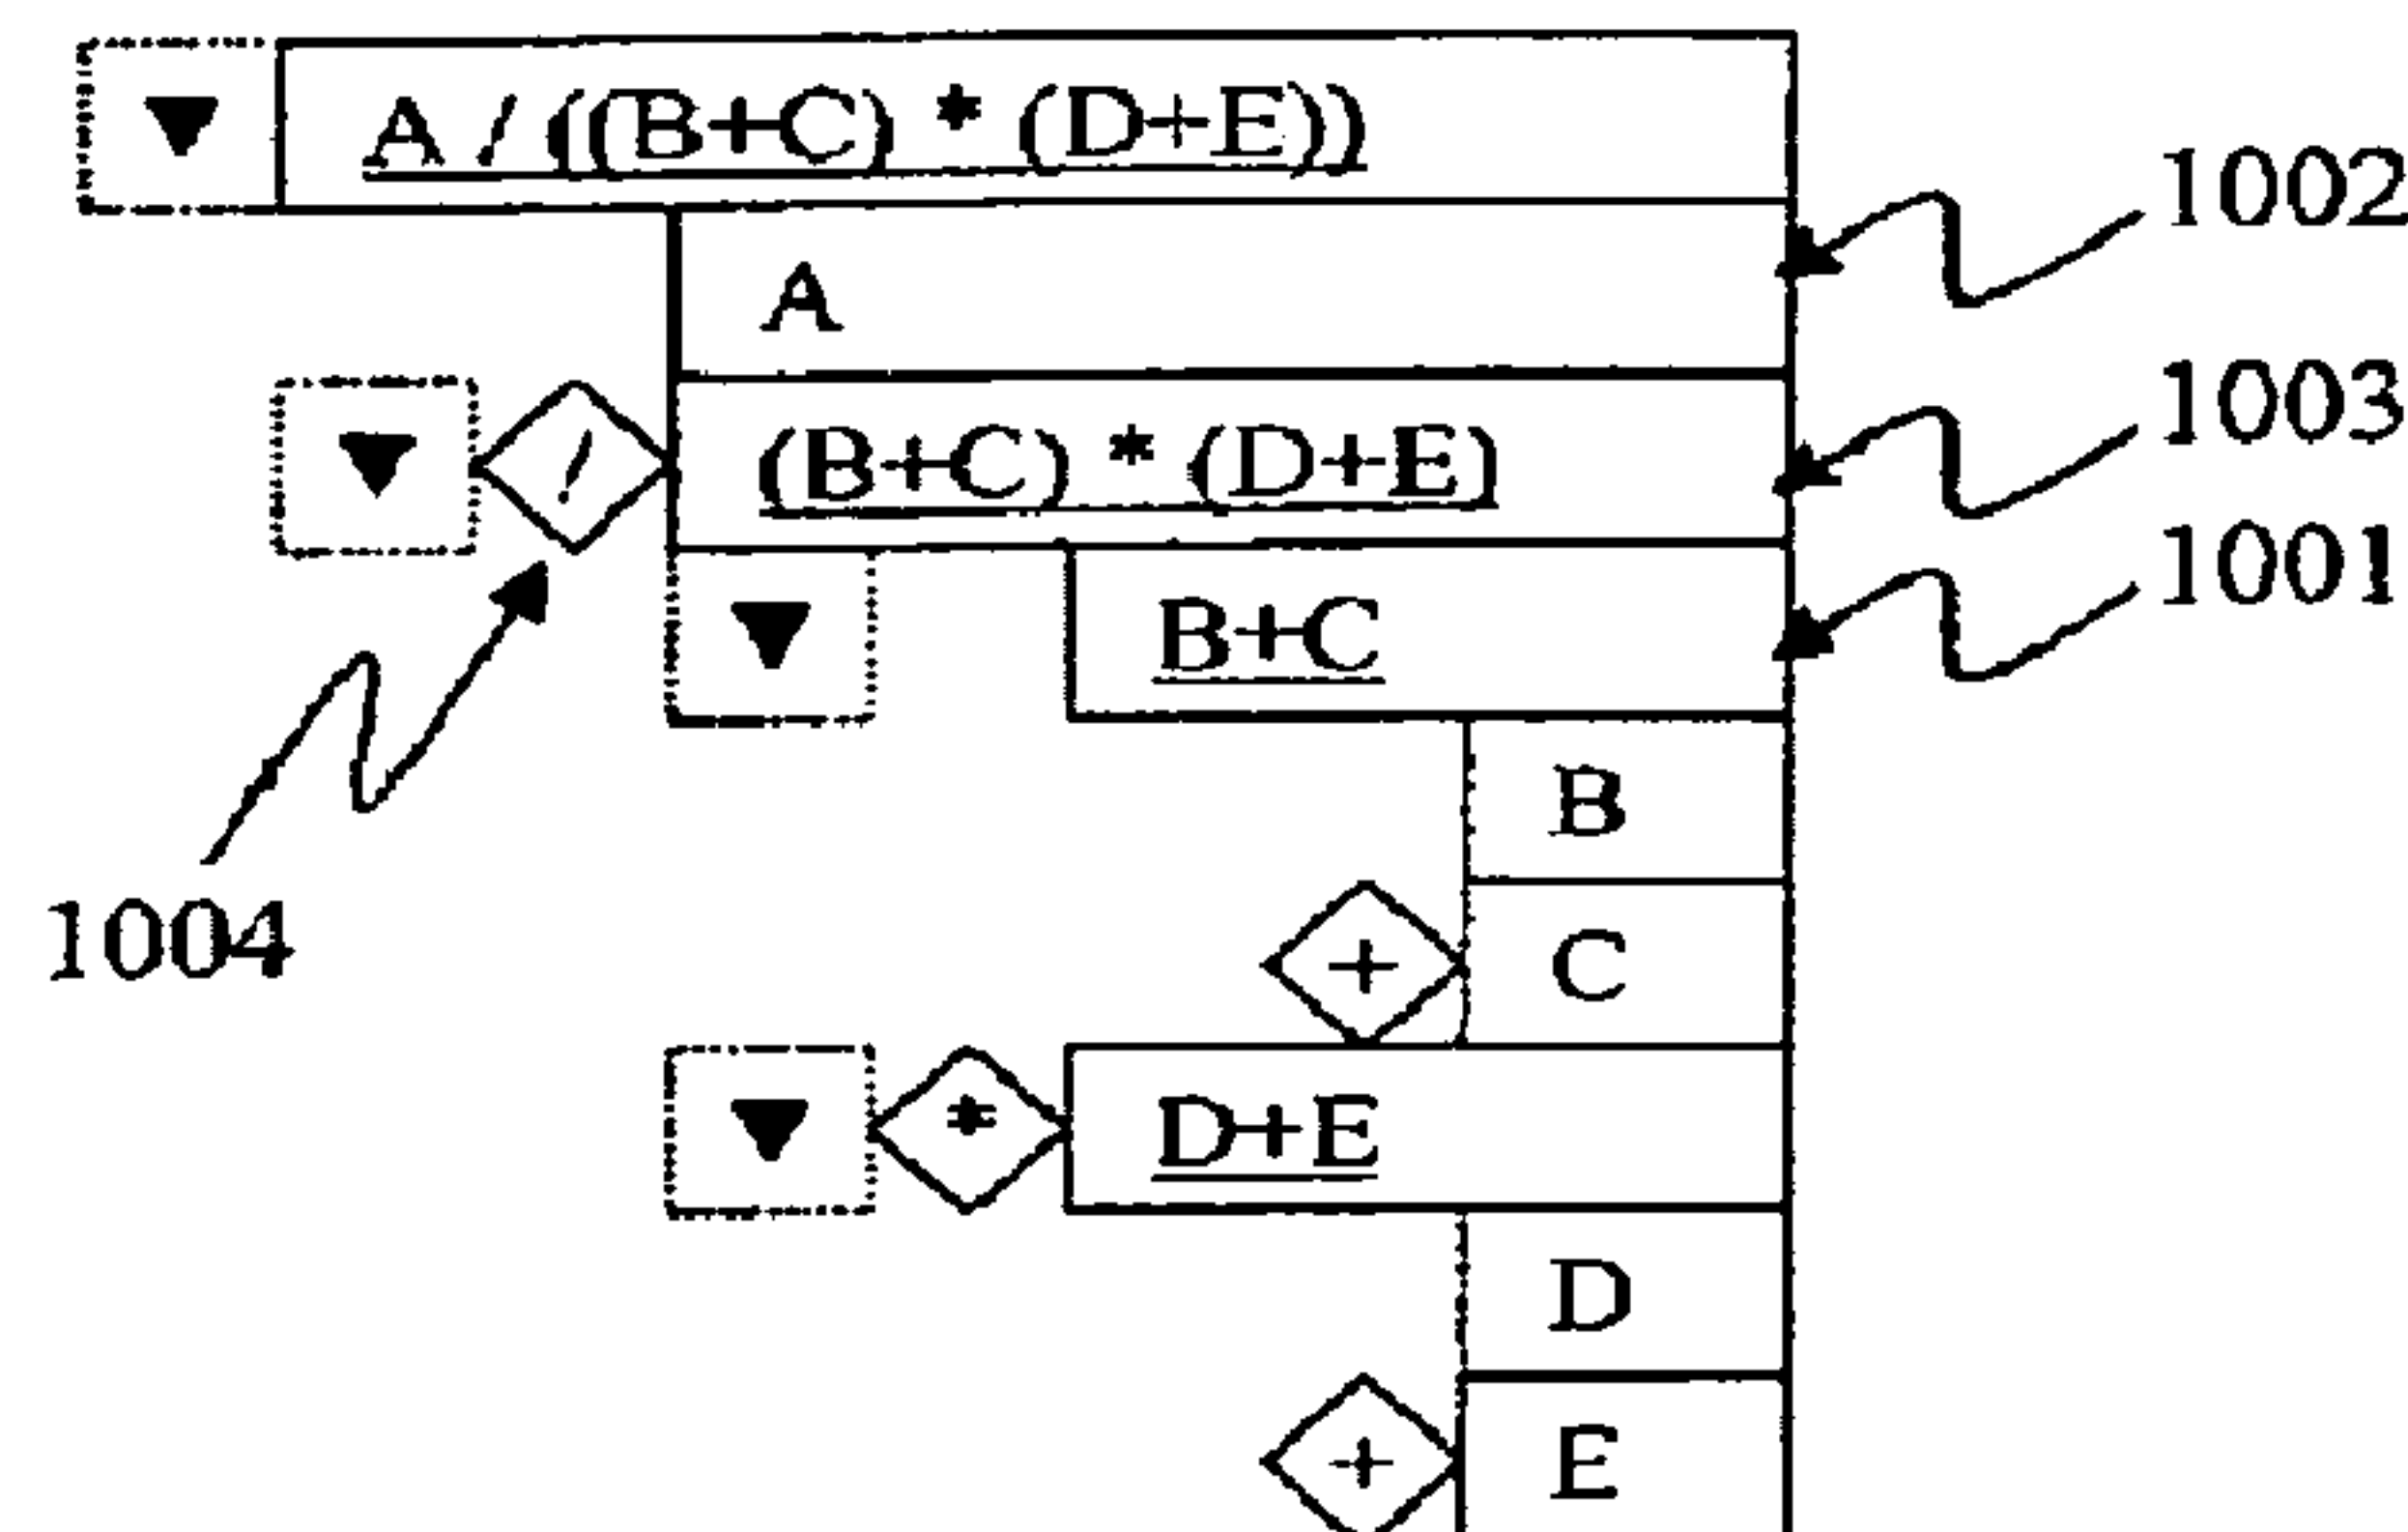 A / ((B+C) * (D+E))
1002
A
1003
/ (B+C) * (D+E)
1001
B+C
B
+ C
1004
* D+E
D
+ E